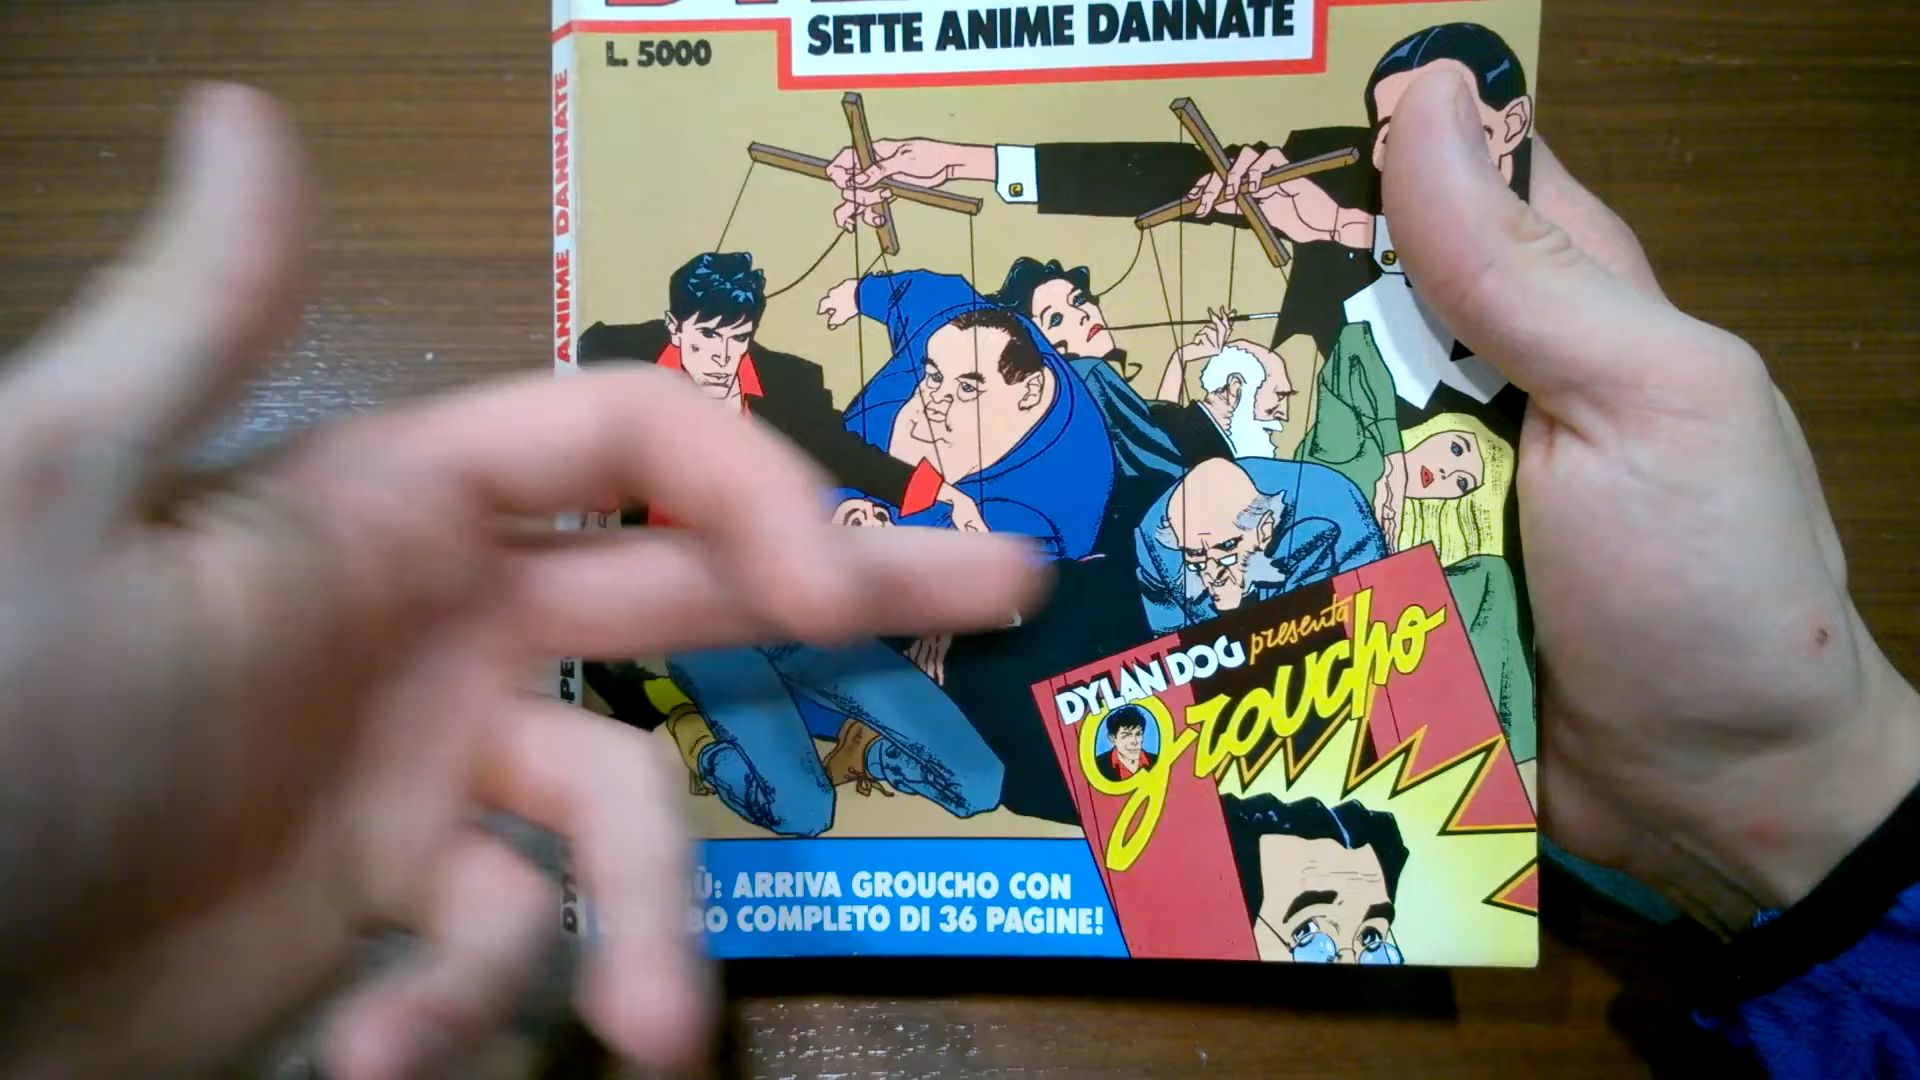 SETTE ANIME DANNATE
L. 5000
ANIME DANNATE
DYLAN DOG presenta
Groucho
Ù: ARRIVA GROUCHO CON
COMPLETO DI 36 PAGINE!